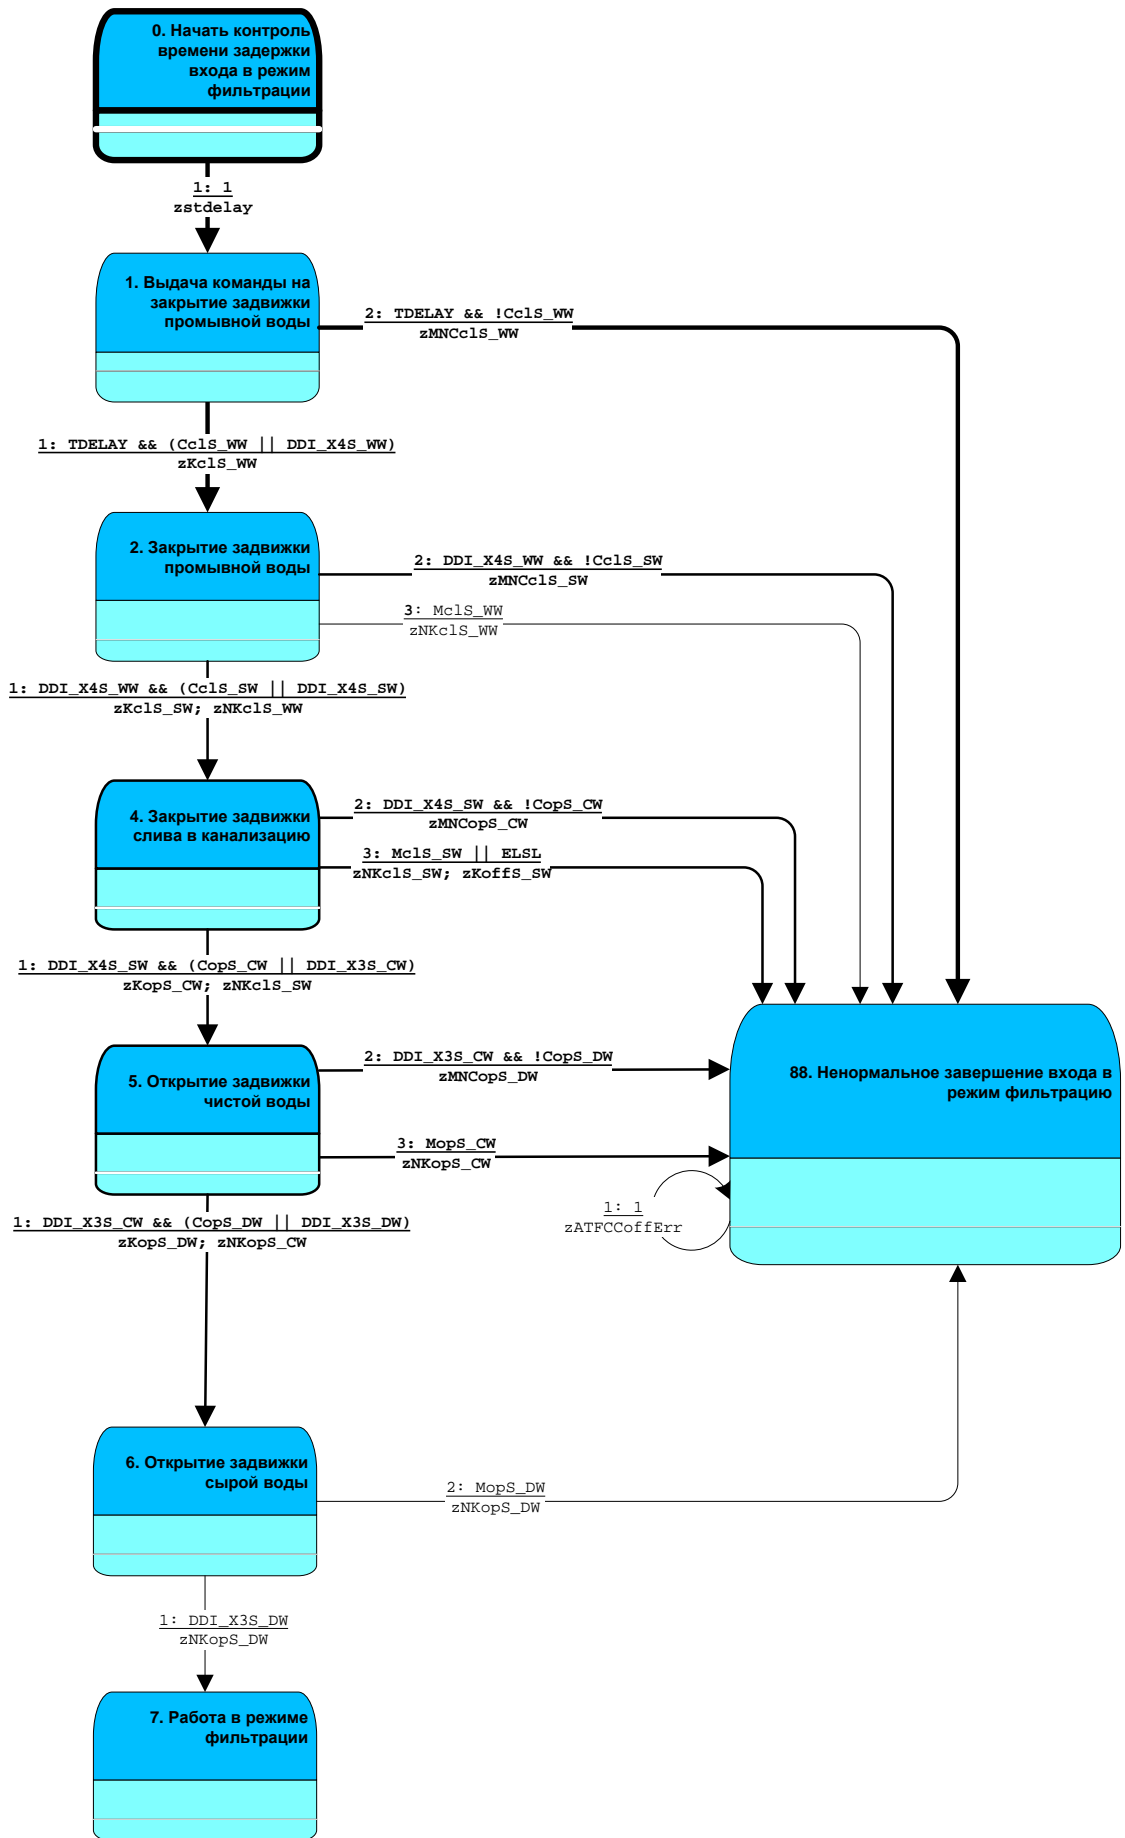 0. Начать контроль
времени задержки
входа в режим
фильтрации
1: 1
zstdelay
1. Выдача команды на
закрытие задвижки
промывной воды
2: TDELAY && !CclS_WW
zMNCclS_WW
1: TDELAY && (CclS_WW || DDI_X4S_WW)
zKclS_WW
2. Закрытие задвижки
промывной воды
2: DDI_X4S_WW && !CclS_SW
zMNCclS_SW
3: MclS_WW
zNKclS_WW
1: DDI_X4S_WW && (CclS_SW || DDI_X4S_SW)
zKclS_SW; zNKclS_WW
4. Закрытие задвижки
слива в канализацию
2: DDI_X4S_SW && !CopS_CW
zMNCopS_CW
3: MclS_SW || ELSL
zNKclS_SW; zKoffS_SW
1: DDI_X4S_SW && (CopS_CW || DDI_X3S_CW)
zKopS_CW; zNKclS_SW
5. Открытие задвижки
чистой воды
2: DDI_X3S_CW && !CopS_DW
zMNCopS_DW
3: MopS_CW
zNKopS_CW
88. Ненормальное завершение входа в
режим фильтрацию
1: 1
zATFCCoffErr
1: DDI_X3S_CW && (CopS_DW || DDI_X3S_DW)
zKopS_DW; zNKopS_CW
6. Открытие задвижки
сырой воды
2: MopS_DW
zNKopS_DW
1: DDI_X3S_DW
zNKopS_DW
7. Работа в режиме
фильтрации